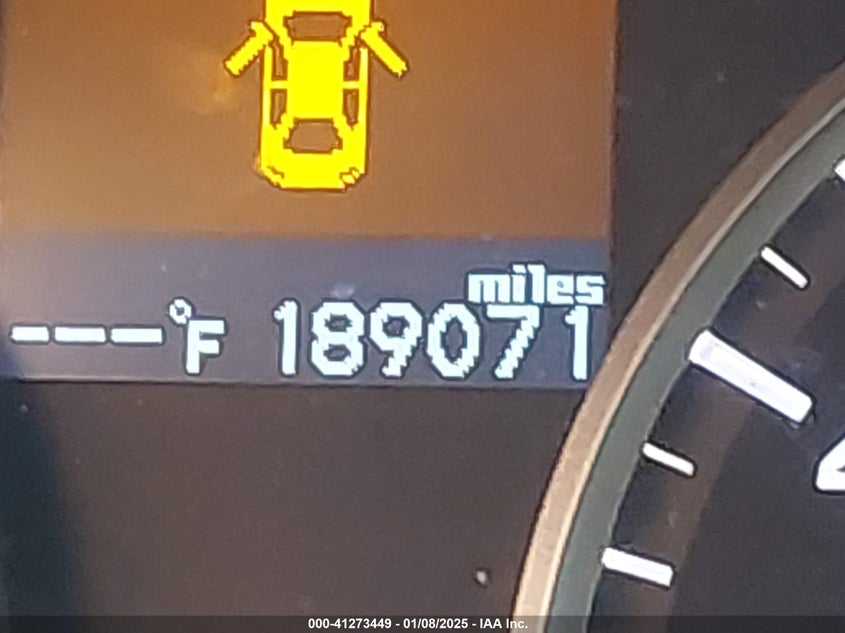 miles
---°F 189071
000-41273449 - 01/08/2025 - IAA Inc.